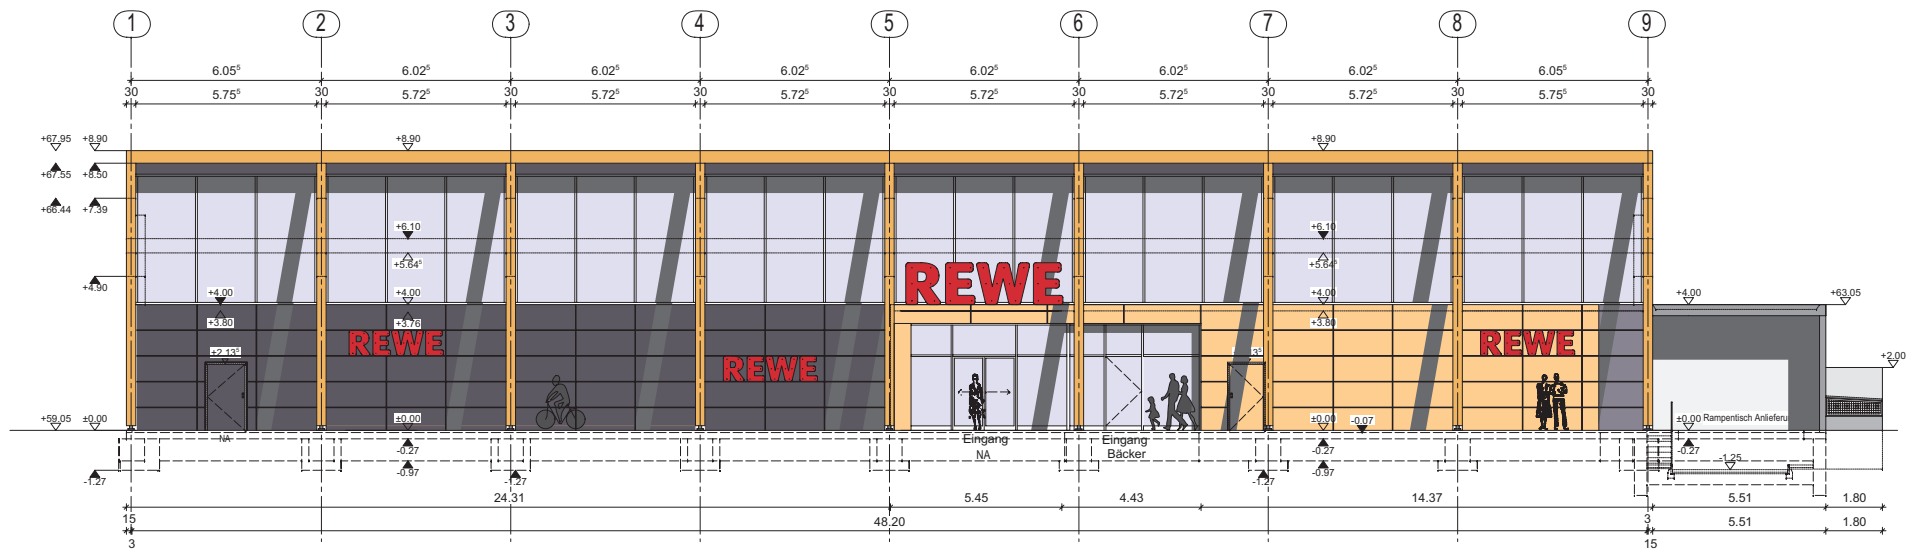 1 2 3 4 5 6 7 8 9
6.05⁵ 6.02⁵ 6.02⁵ 6.02⁵ 6.02⁵ 6.02⁵ 6.02⁵ 6.05⁵
30 5.75⁵ 30 5.72⁵ 30 5.72⁵ 30 5.72⁵ 30 5.72⁵ 30 5.72⁵ 30 5.72⁵ 30 5.75⁵ 30
+67.95 +8.90 +8.90 +8.90
+67.55 +8.50
+66.44 +7.39
+6.10 +6.10
+5.64⁵ +5.64⁵
+4.90
REWE
+4.00 +4.00 +4.00 +4.00 +63.05
+3.80 +3.76 +3.80
REWE REWE
+2.13⁵
REWE
+2.00
+59.05 ±0.00 ±0.00 ±0.00 -0.07 ±0.00 Rampentisch Anlieferu
NA Eingang Eingang
-0.27 NA Bäcker -0.27 -0.27
-0.97 -0.97 -1.25
-1.27 -1.27 -1.27
24.31 5.45 4.43 14.37 5.51 1.80
15 48.20 3 5.51 1.80
3 15